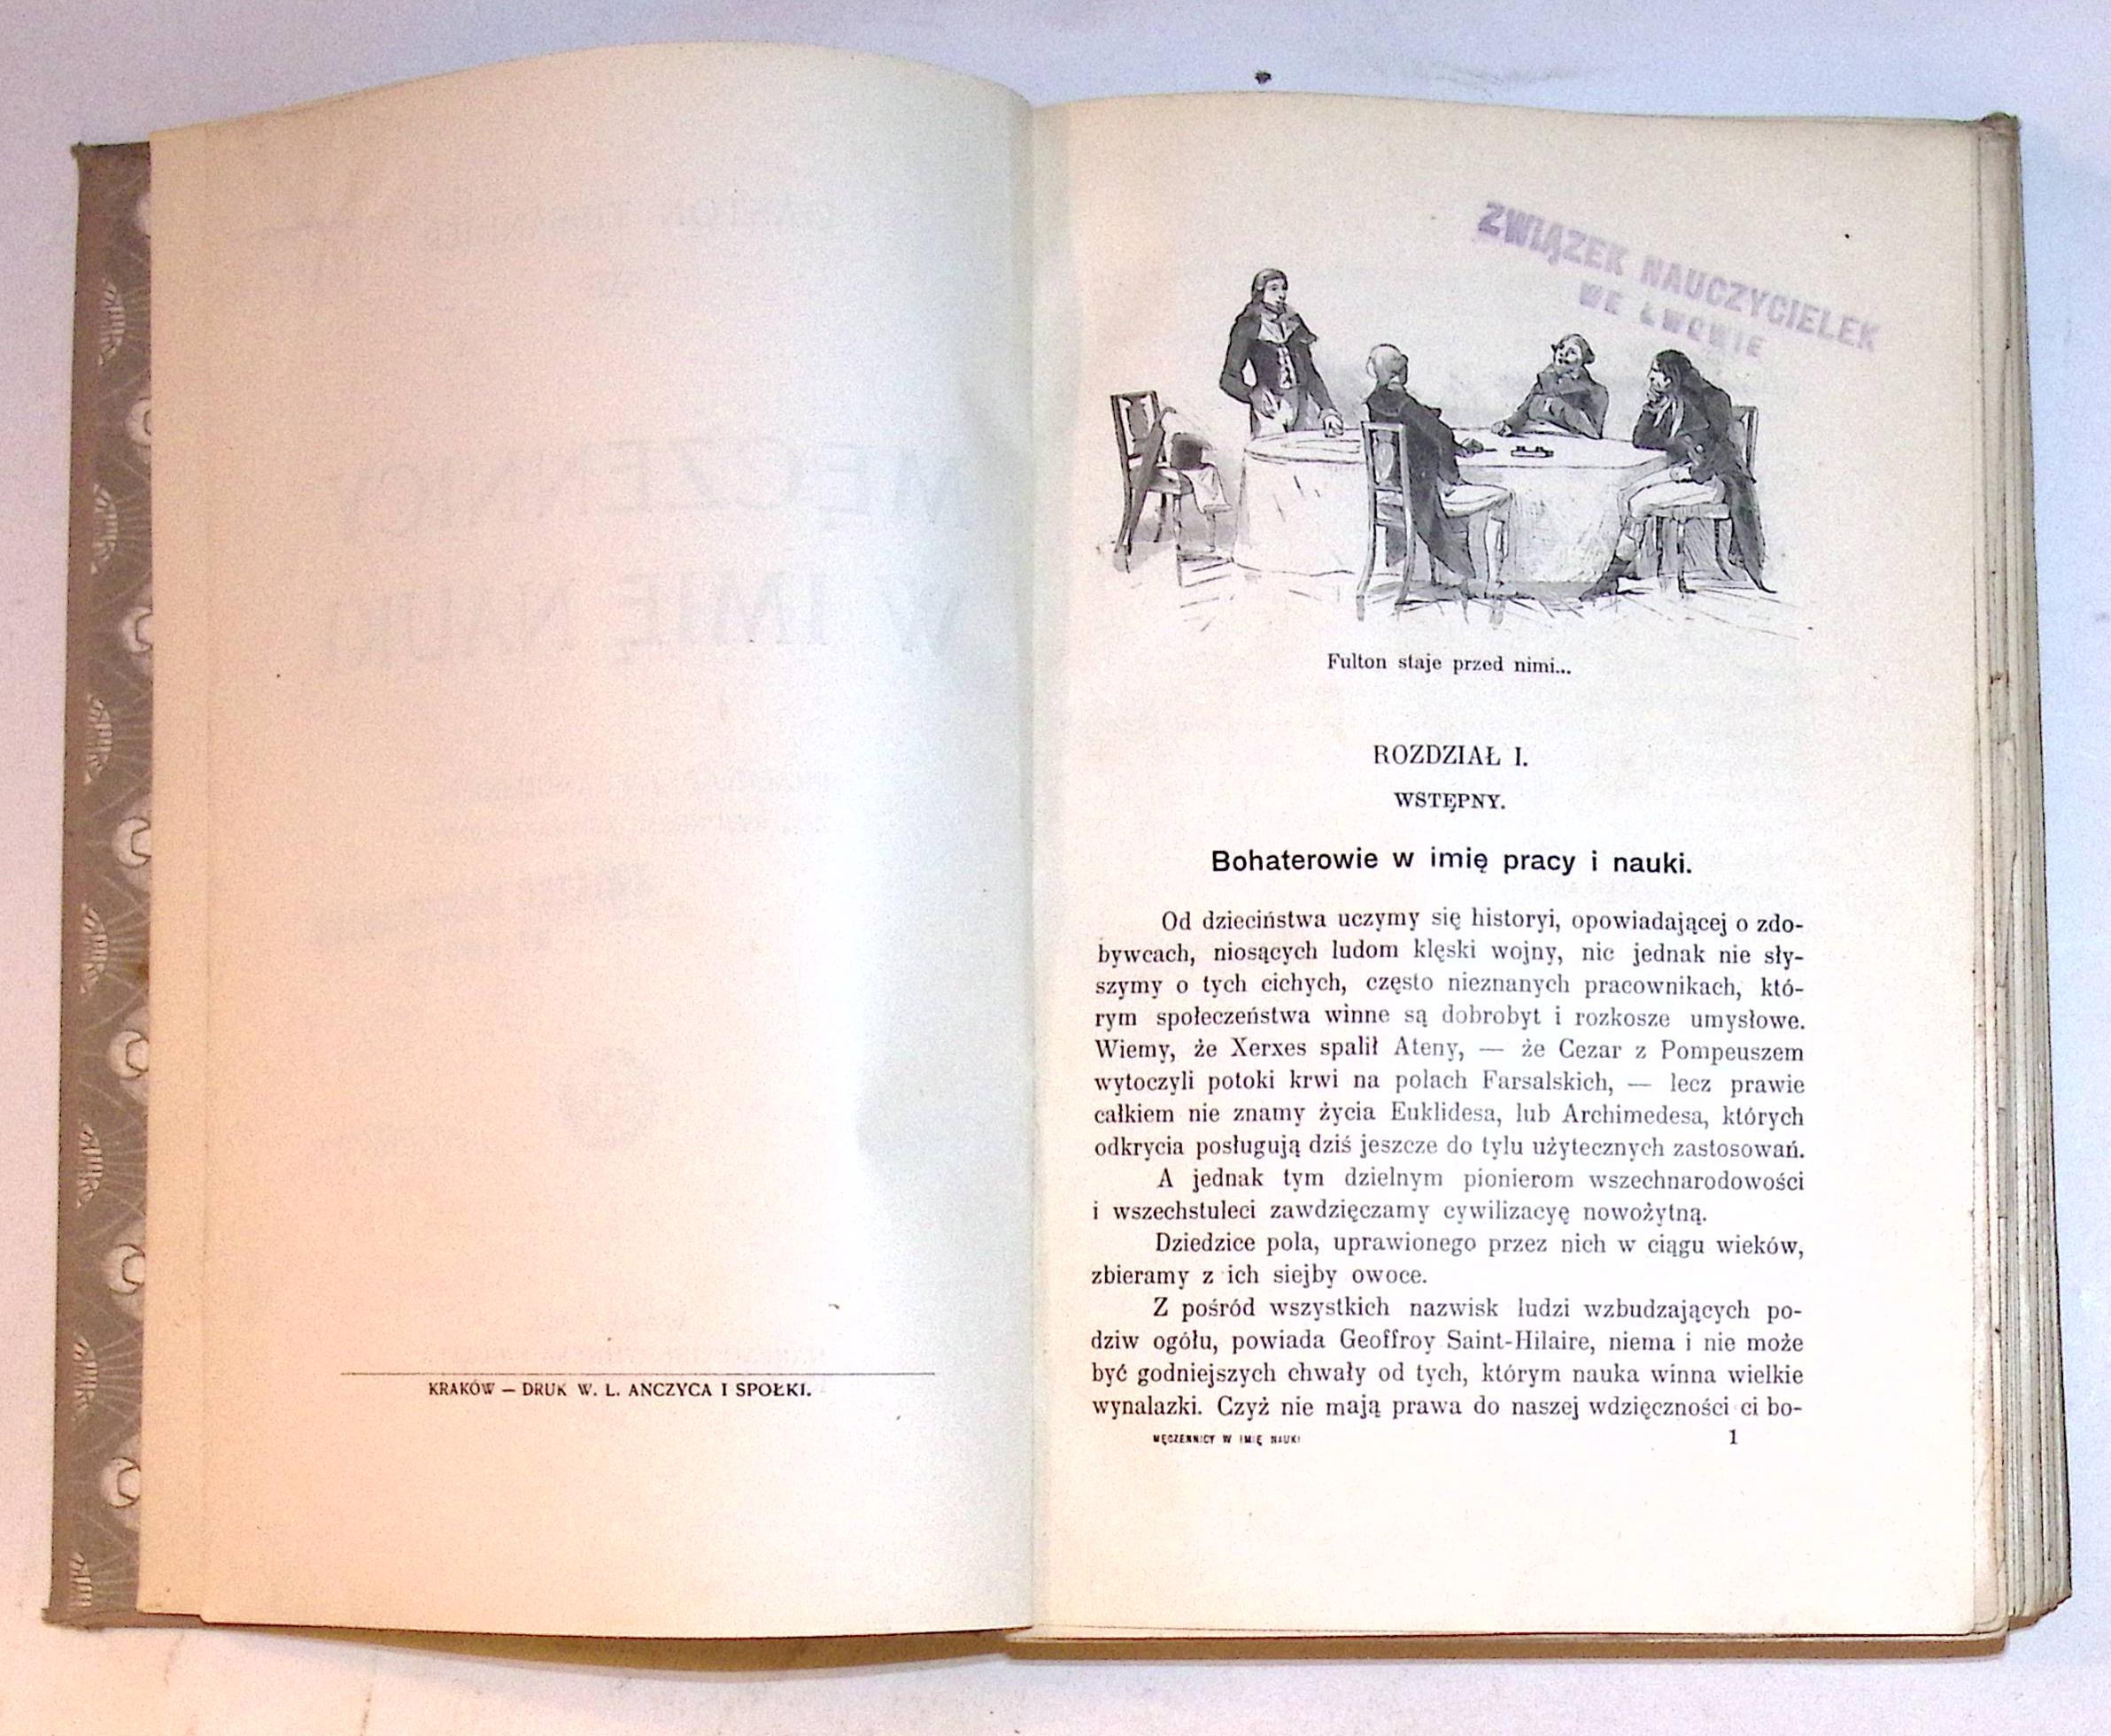 KRAKÓW — DRUK W. L. ANCZYCA I SPÓŁKI.
ZWIĄZEK NAUCZYCIELEK
WE LWOWIE
Fulton staje przed nimi...
ROZDZIAŁ I.
WSTĘPNY.
Bohaterowie w imię pracy i nauki.
Od dzieciństwa uczymy się historyi, opowiadającej o zdo-
bywcach, niosących ludom klęski wojny, nic jednak nie sły-
szymy o tych cichych, często nieznanych pracownikach, któ-
rym społeczeństwa winne są dobrobyt i rozkosze umysłowe.
Wiemy, że Xerxes spalił Ateny, — że Cezar z Pompeuszem
wytoczyli potoki krwi na polach Farsalskich, — lecz prawie
całkiem nie znamy życia Euklidesa, lub Archimedesa, których
odkrycia posługują dziś jeszcze do tylu użytecznych zastosowań.
A jednak tym dzielnym pionierom wszechnarodowości
i wszechstuleci zawdzięczamy cywilizacyę nowożytną.
Dziedzice pola, uprawionego przez nich w ciągu wieków,
zbieramy z ich siejby owoce.
Z pośród wszystkich nazwisk ludzi wzbudzających po-
dziw ogółu, powiada Geoffroy Saint-Hilaire, niema i nie może
być godniejszych chwały od tych, którym nauka winna wielkie
wynalazki. Czyż nie mają prawa do naszej wdzięczności ci bo-
MĘCZENNICY W IMIĘ NAUKI
1